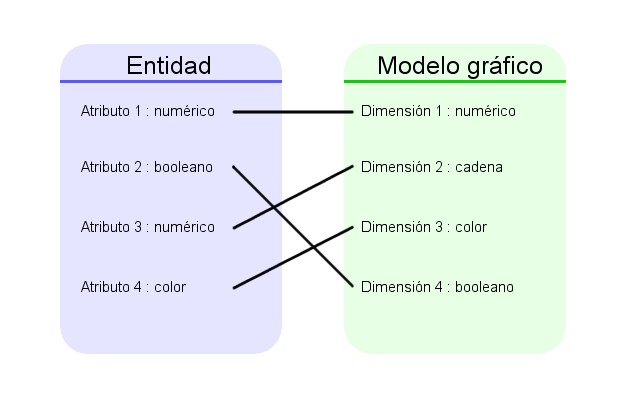 Entidad
Atributo 1 : numérico
Atributo 2 : booleano
Atributo 3 : numérico
Atributo 4 : color
Modelo gráfico
Dimensión 1 : numérico
Dimensión 2 : cadena
Dimensión 3 : color
Dimensión 4 : booleano